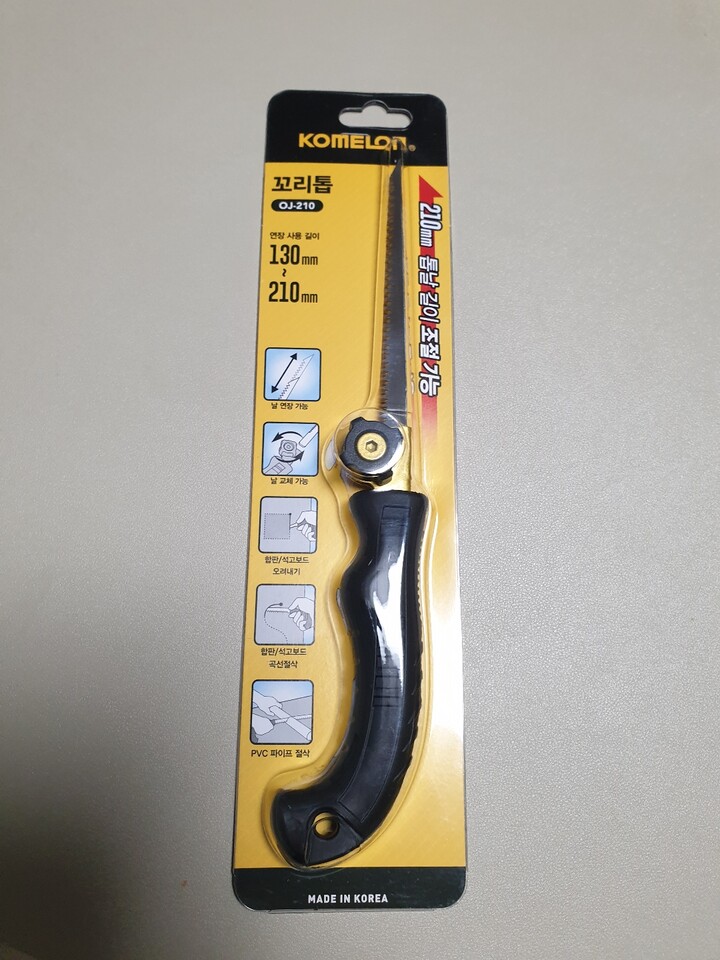 KOMELON®
꼬리톱
OJ-210
연장 사용 길이
130mm
~
210mm
210mm 톱날 길이 조절 가능
날 연장 가능
날 교체 가능
합판/석고보드
오려내기
합판/석고보드
곡선절삭
PVC 파이프 절삭
MADE IN KOREA